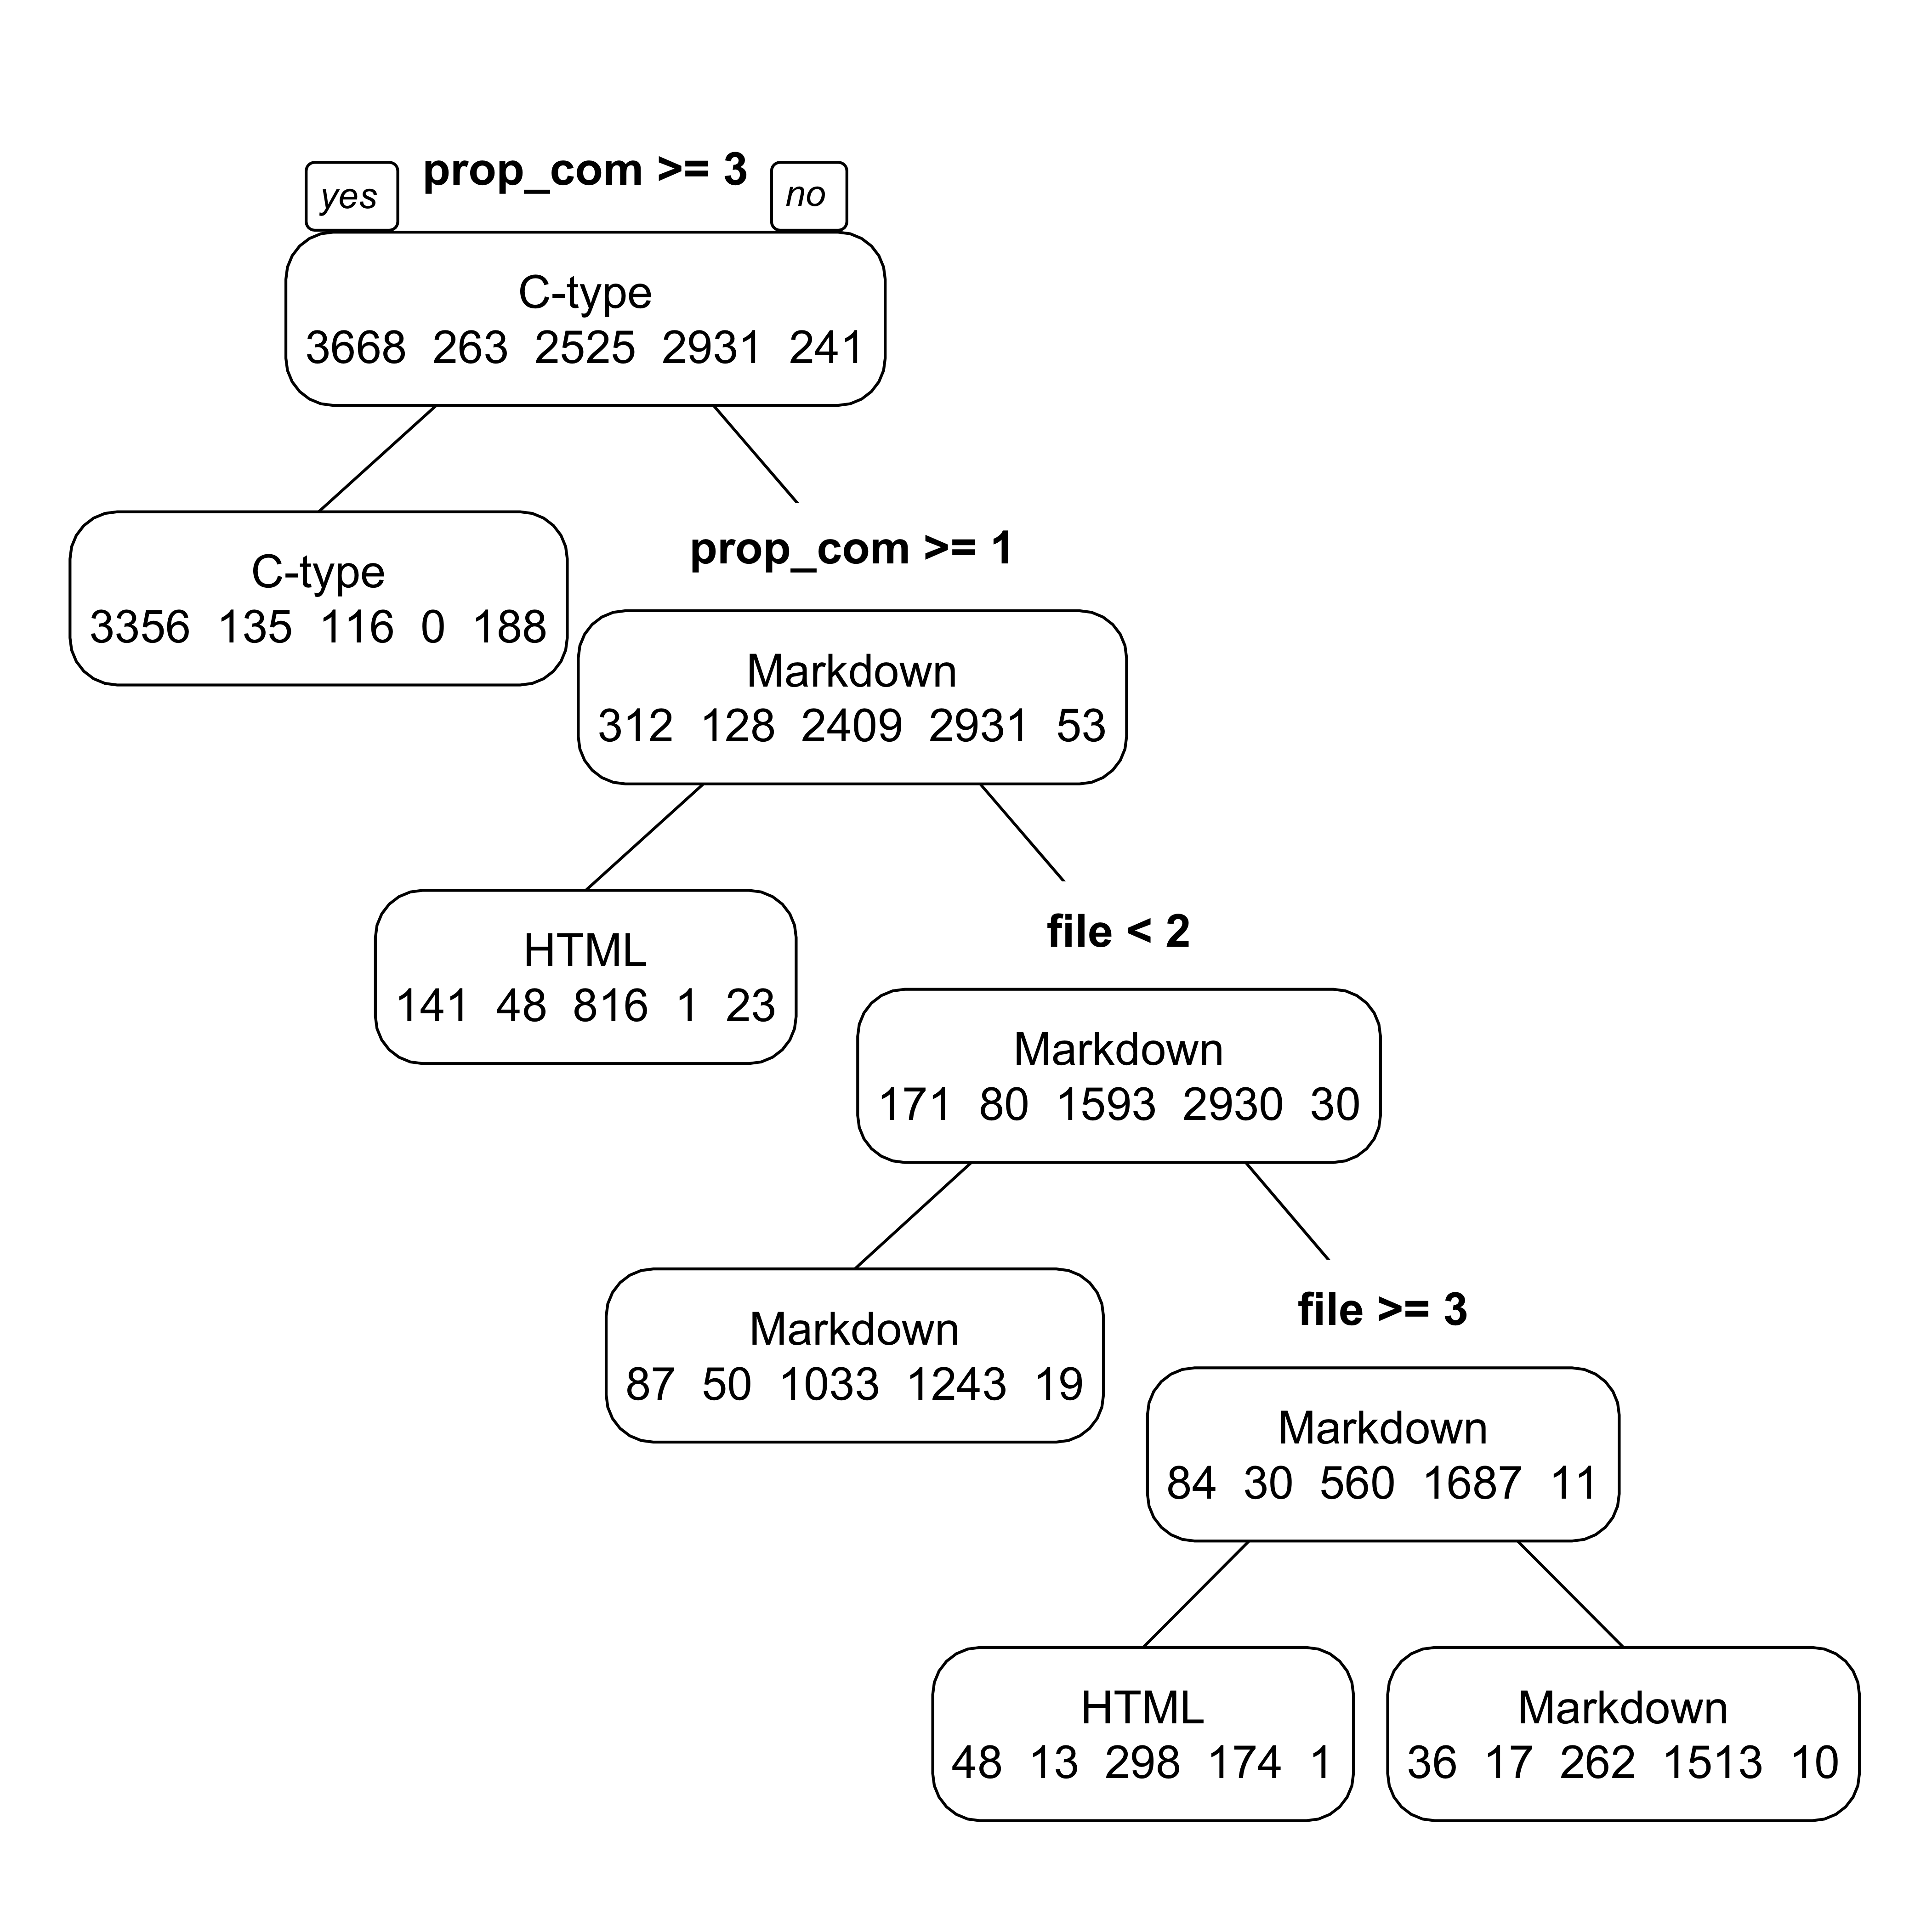 prop_com >= 3
yes
no
C-type
3668 263 2525 2931 241
C-type
3356 135 116 0 188
prop_com >= 1
Markdown
312 128 2409 2931 53
HTML
141 48 816 1 23
file < 2
Markdown
171 80 1593 2930 30
Markdown
87 50 1033 1243 19
file >= 3
Markdown
84 30 560 1687 11
HTML
48 13 298 174 1
Markdown
36 17 262 1513 10